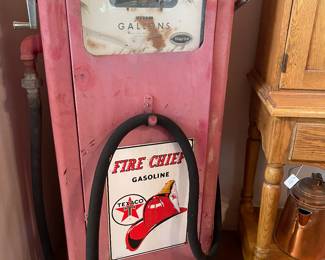 GALLONS
FIRE CHIEF
GASOLINE
TEXACO
T